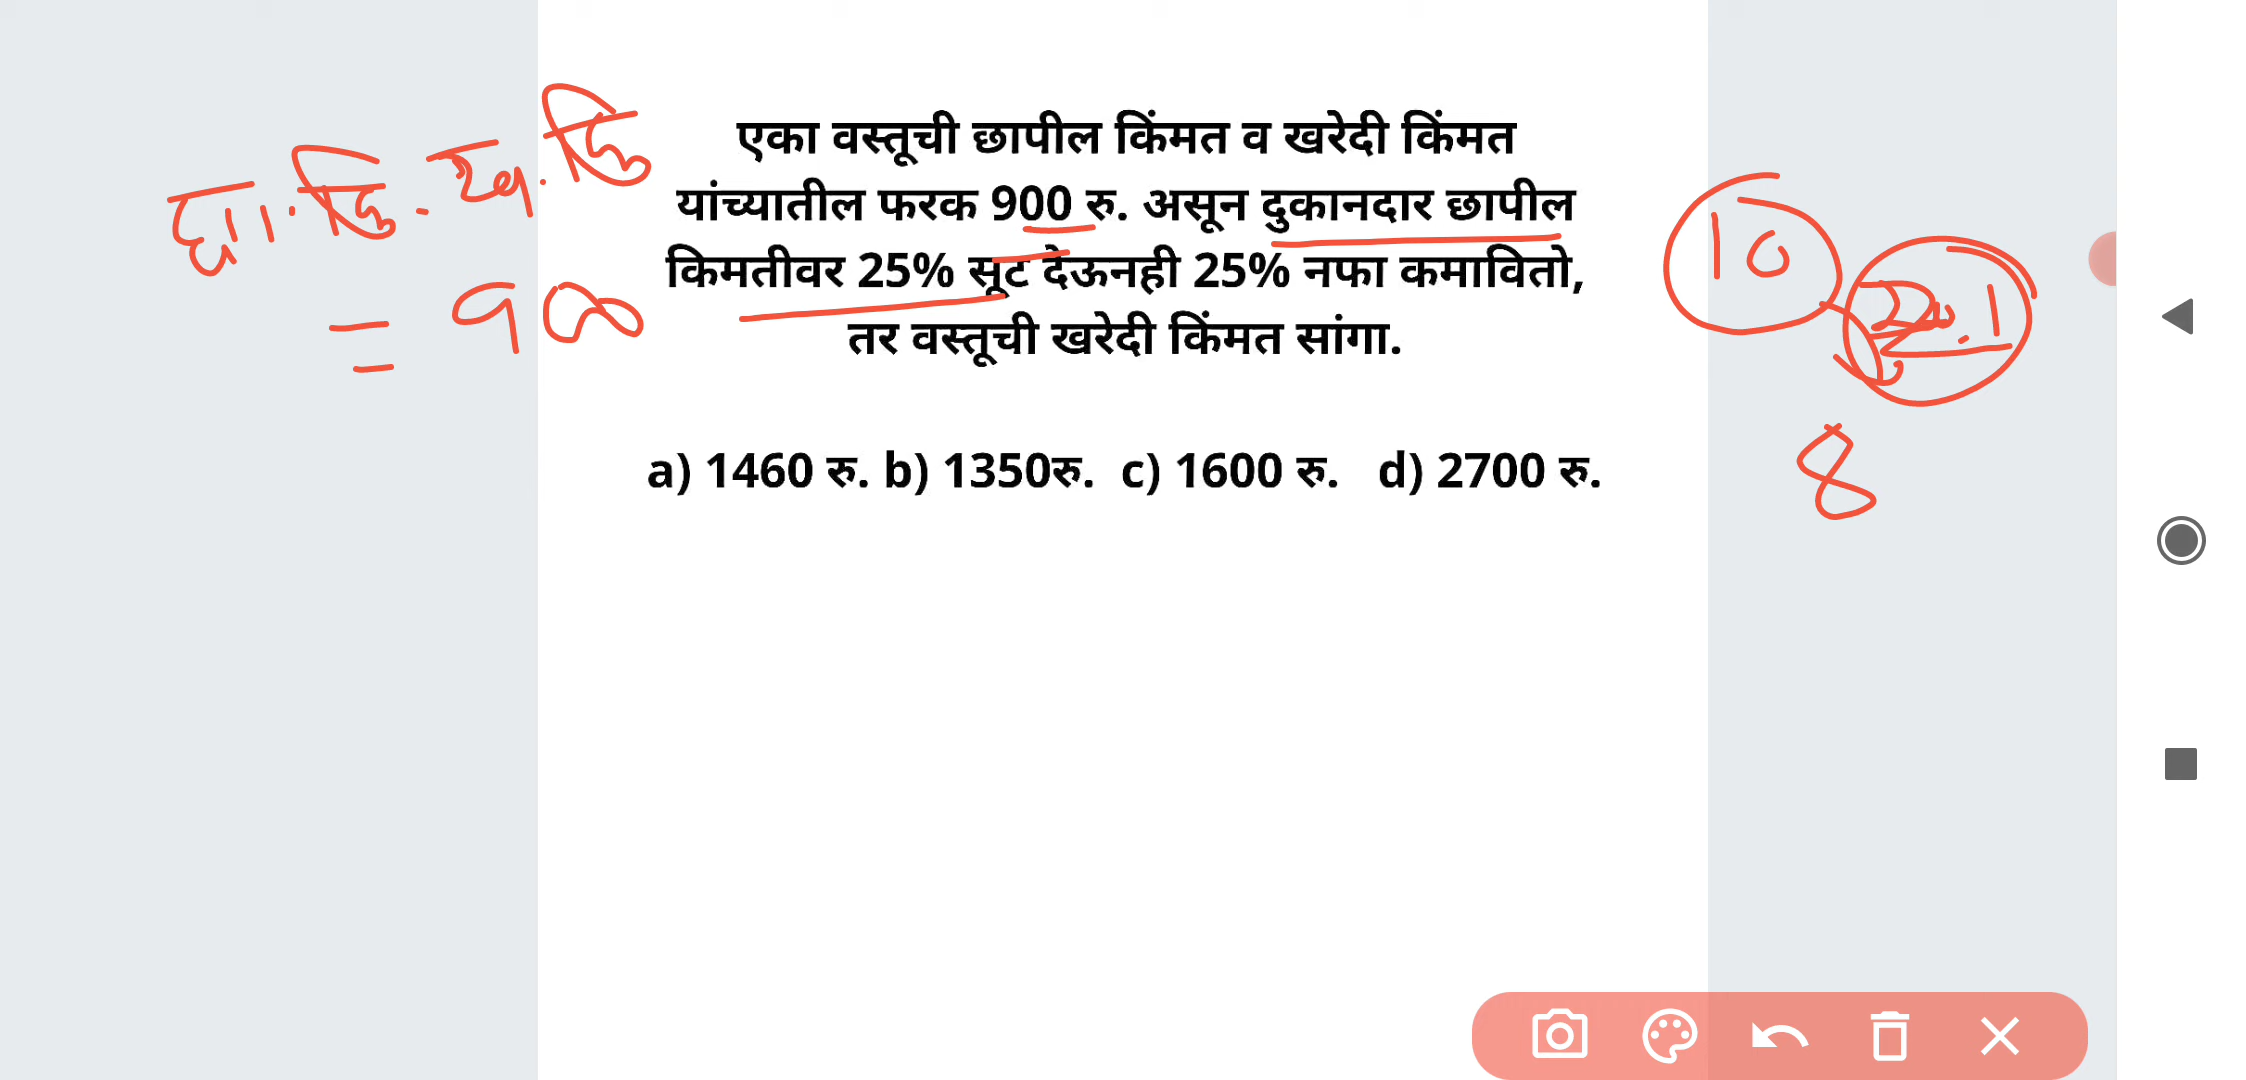 एका वस्तूची छापील किंमत व खरेदी किंमत
यांच्यातील फरक 900 रु. असून दुकानदार छापील
किमतीवर 25% सूट देऊनही 25% नफा कमावितो,
तर वस्तूची खरेदी किंमत सांगा.
a) 1460 रु. b) 1350रु. c) 1600 रु. d) 2700 रु.
छा. किं. - ख. किं
= 900
10
8